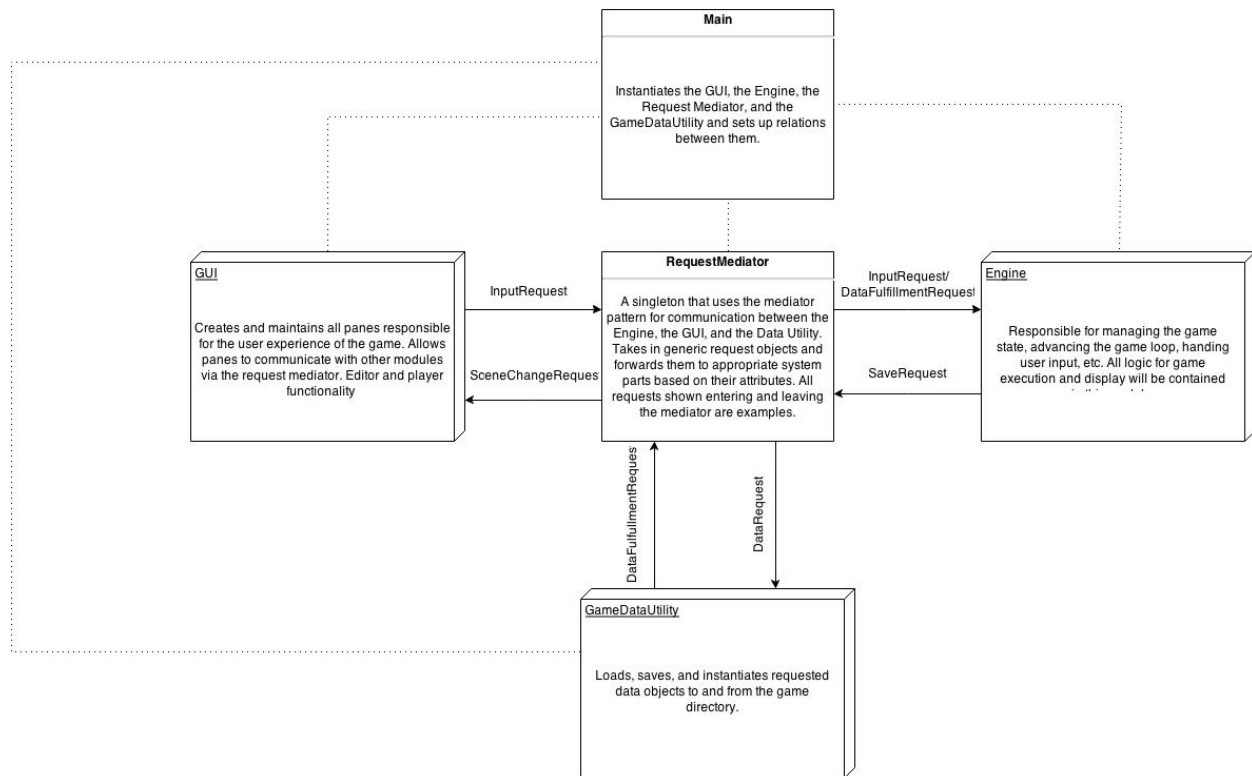 Main
Instantiates the GUI, the Engine, the
Request Mediator, and the
GameDataUtility and sets up relations
between them.
GUI
Creates and maintains all panes responsible
for the user experience of the game. Allows
panes to communicate with other modules
via the request mediator. Editor and player
functionality
InputRequest
SceneChangeRequest
RequestMediator
A singleton that uses the mediator
pattern for communication between the
Engine, the GUI, and the Data Utility.
Takes in generic request objects and
forwards them to appropriate system
parts based on their attributes. All
requests shown entering and leaving
the mediator are examples.
InputRequest/
DataFulfillmentRequest
SaveRequest
Engine
Responsible for managing the game
state, advancing the game loop, handing
user input, etc. All logic for game
execution and display will be contained
DataFulfullmentReques
DataRequest
GameDataUtility
Loads, saves, and instantiates requested
data objects to and from the game
directory.